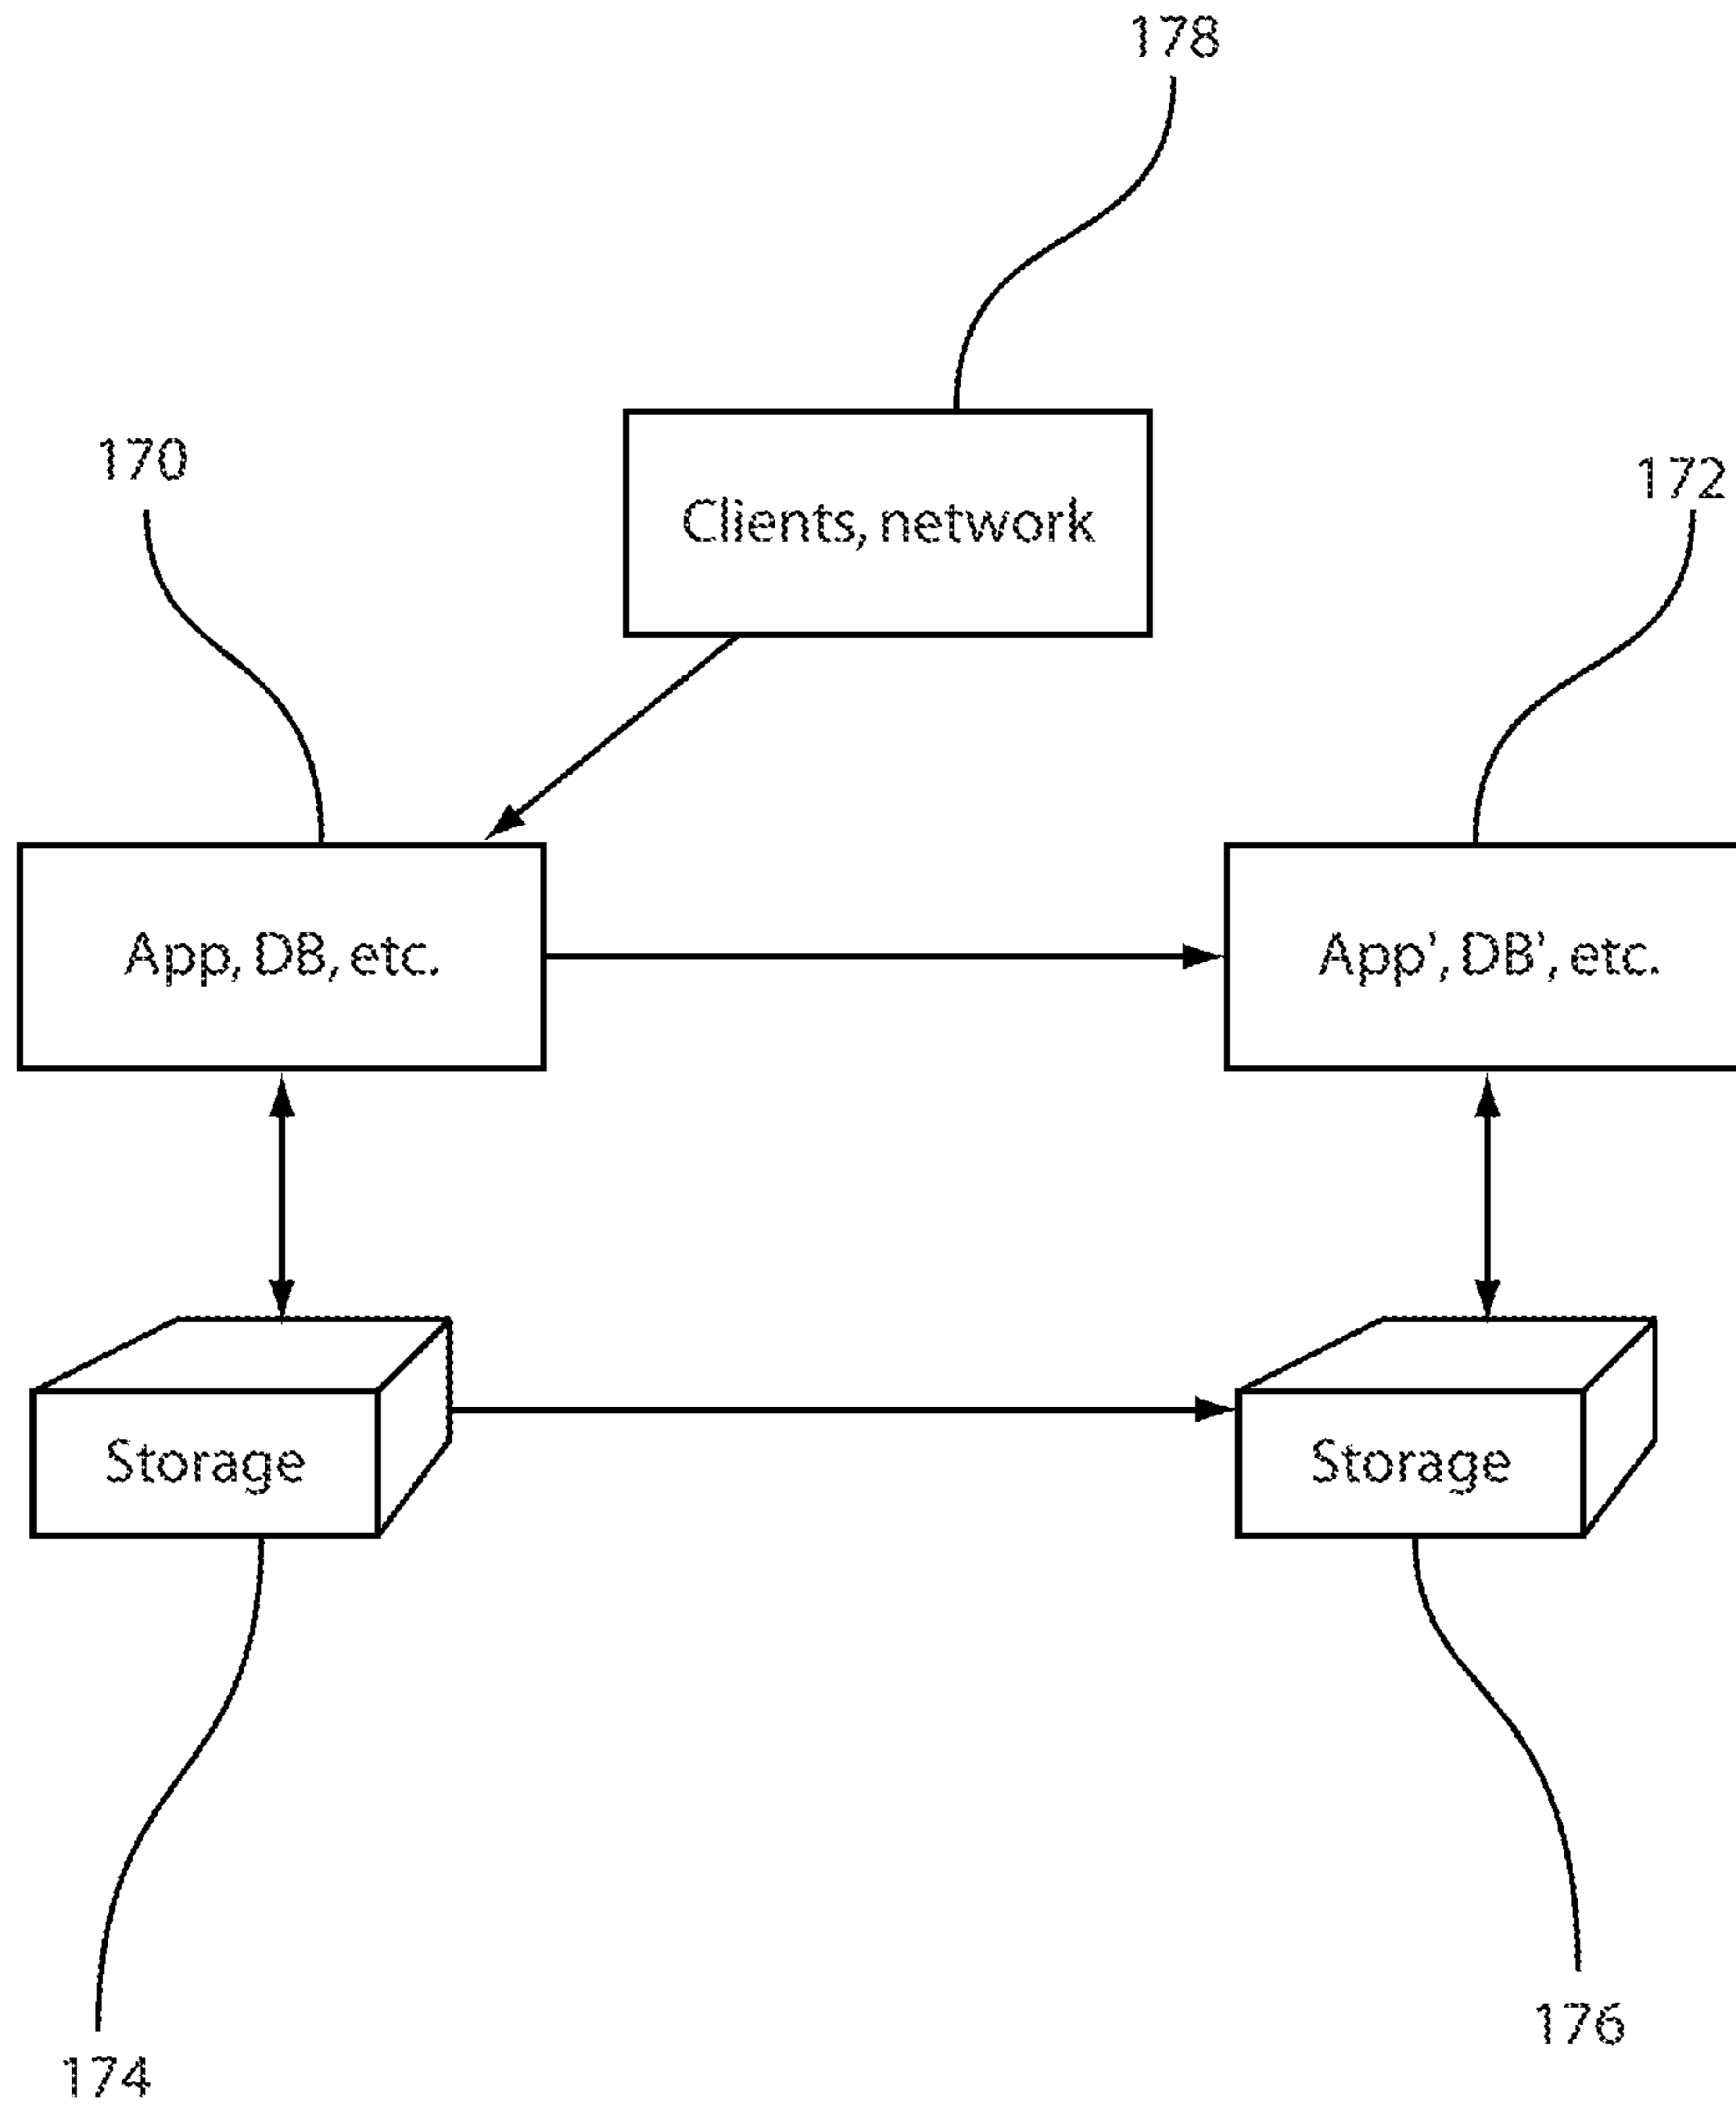 178
170
Clients, network
172
App, DB, etc.
App', DB', etc.
Storage
Storage
176
174